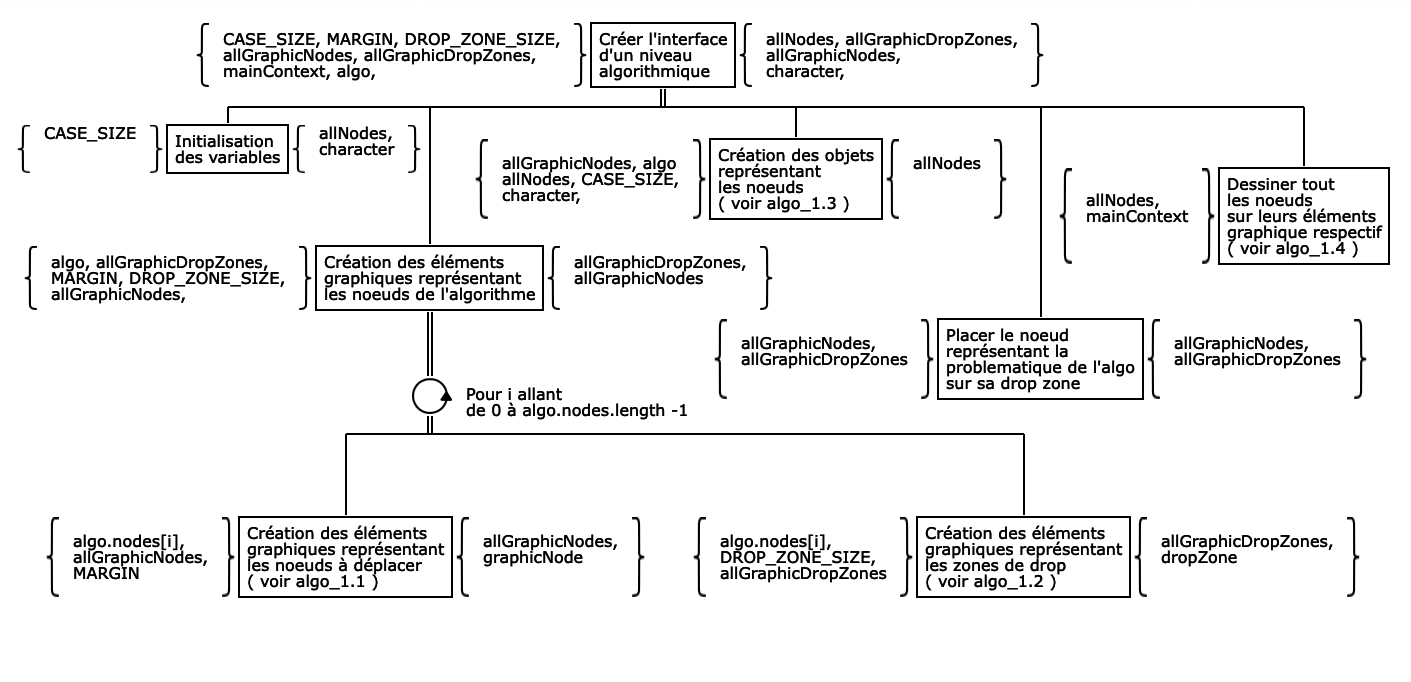 CASE_SIZE, MARGIN, DROP_ZONE_SIZE,
allGraphicNodes, allGraphicDropZones,
mainContext, algo,
Créer l'interface
d'un niveau
algorithmique
allNodes, allGraphicDropZones,
allGraphicNodes,
character,
CASE_SIZE
Initialisation
des variables
allNodes,
character
allGraphicNodes, algo
allNodes, CASE_SIZE,
character,
Création des objets
représentant
les noeuds
( voir algo_1.3 )
allNodes
allNodes,
mainContext
Dessiner tout
les noeuds
sur leurs éléments
graphique respectif
( voir algo_1.4 )
algo, allGraphicDropZones,
MARGIN, DROP_ZONE_SIZE,
allGraphicNodes,
Création des éléments
graphiques représentant
les noeuds de l'algorithme
allGraphicDropZones,
allGraphicNodes
allGraphicNodes,
allGraphicDropZones
Placer le noeud
représentant la
problematique de l'algo
sur sa drop zone
allGraphicNodes,
allGraphicDropZones
Pour i allant
de 0 à algo.nodes.length -1
algo.nodes[i],
allGraphicNodes,
MARGIN
Création des éléments
graphiques représentant
les noeuds à déplacer
( voir algo_1.1 )
allGraphicNodes,
graphicNode
algo.nodes[i],
DROP_ZONE_SIZE,
allGraphicDropZones
Création des éléments
graphiques représentant
les zones de drop
( voir algo_1.2 )
allGraphicDropZones,
dropZone